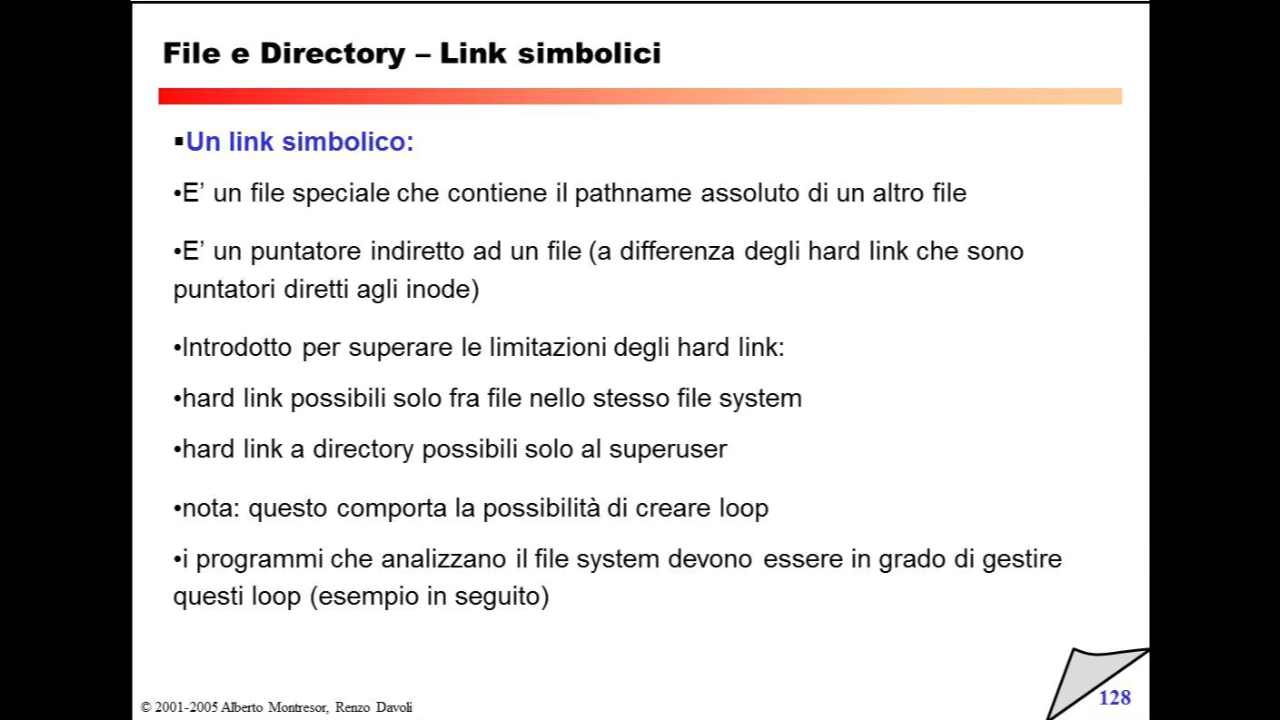 File e Directory – Link simbolici
▪Un link simbolico:
•E’ un file speciale che contiene il pathname assoluto di un altro file
•E’ un puntatore indiretto ad un file (a differenza degli hard link che sono
puntatori diretti agli inode)
•Introdotto per superare le limitazioni degli hard link:
•hard link possibili solo fra file nello stesso file system
•hard link a directory possibili solo al superuser
•nota: questo comporta la possibilità di creare loop
•i programmi che analizzano il file system devono essere in grado di gestire
questi loop (esempio in seguito)
© 2001-2005 Alberto Montresor, Renzo Davoli
128